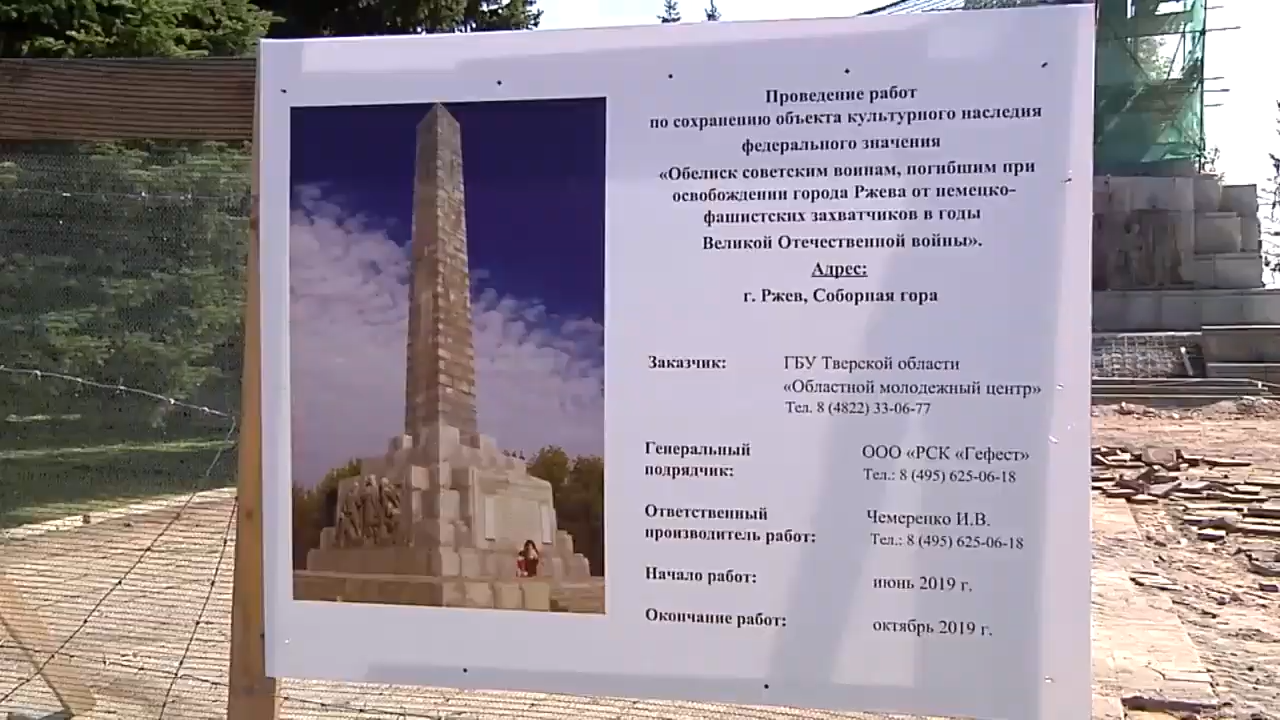 Проведение работ
по сохранению объекта культурного наследия
федерального значения
«Обелиск советским воинам, погибшим при
освобождении города Ржева от немецко-
фашистских захватчиков в годы
Великой Отечественной войны».
Адрес:
г. Ржев, Соборная гора
Заказчик: ГБУ Тверской области
«Областной молодежный центр»
Тел. 8 (4822) 33-06-77
Генеральный ООО «РСК «Гефест»
подрядчик: Тел.: 8 (495) 625-06-18
Ответственный Чемеренко И.В.
производитель работ: Тел.: 8 (495) 625-06-18
Начало работ: июнь 2019 г.
Окончание работ: октябрь 2019 г.